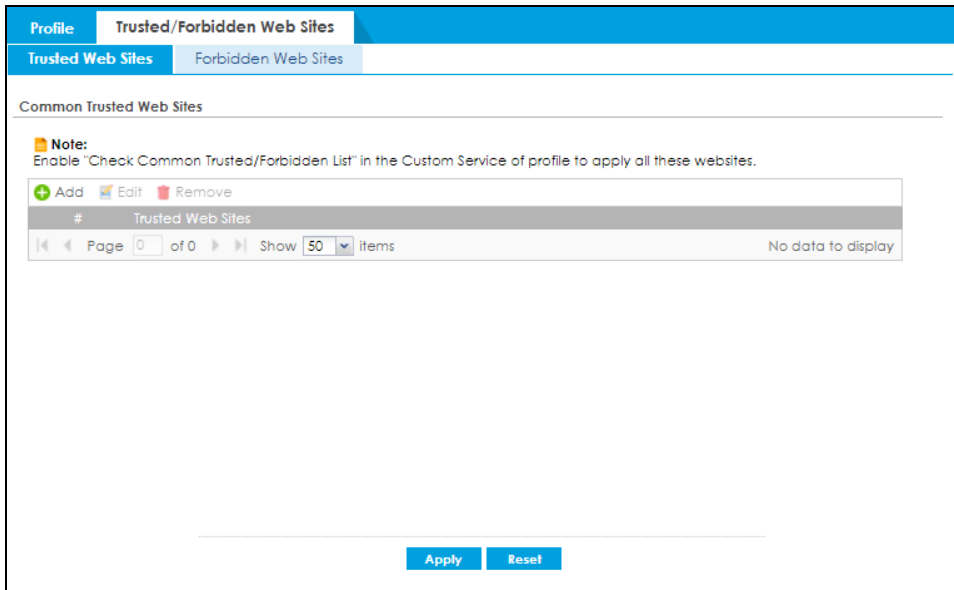 Profile Trusted/Forbidden Web Sites
Trusted Web Sites Forbidden Web Sites
Common Trusted Web Sites
Note:
Enable "Check Common Trusted/Forbidden List" in the Custom Service of profile to apply all these websites.
Add Edit Remove
# Trusted Web Sites
Page 0 of 0 Show 50 items No data to display
Apply Reset